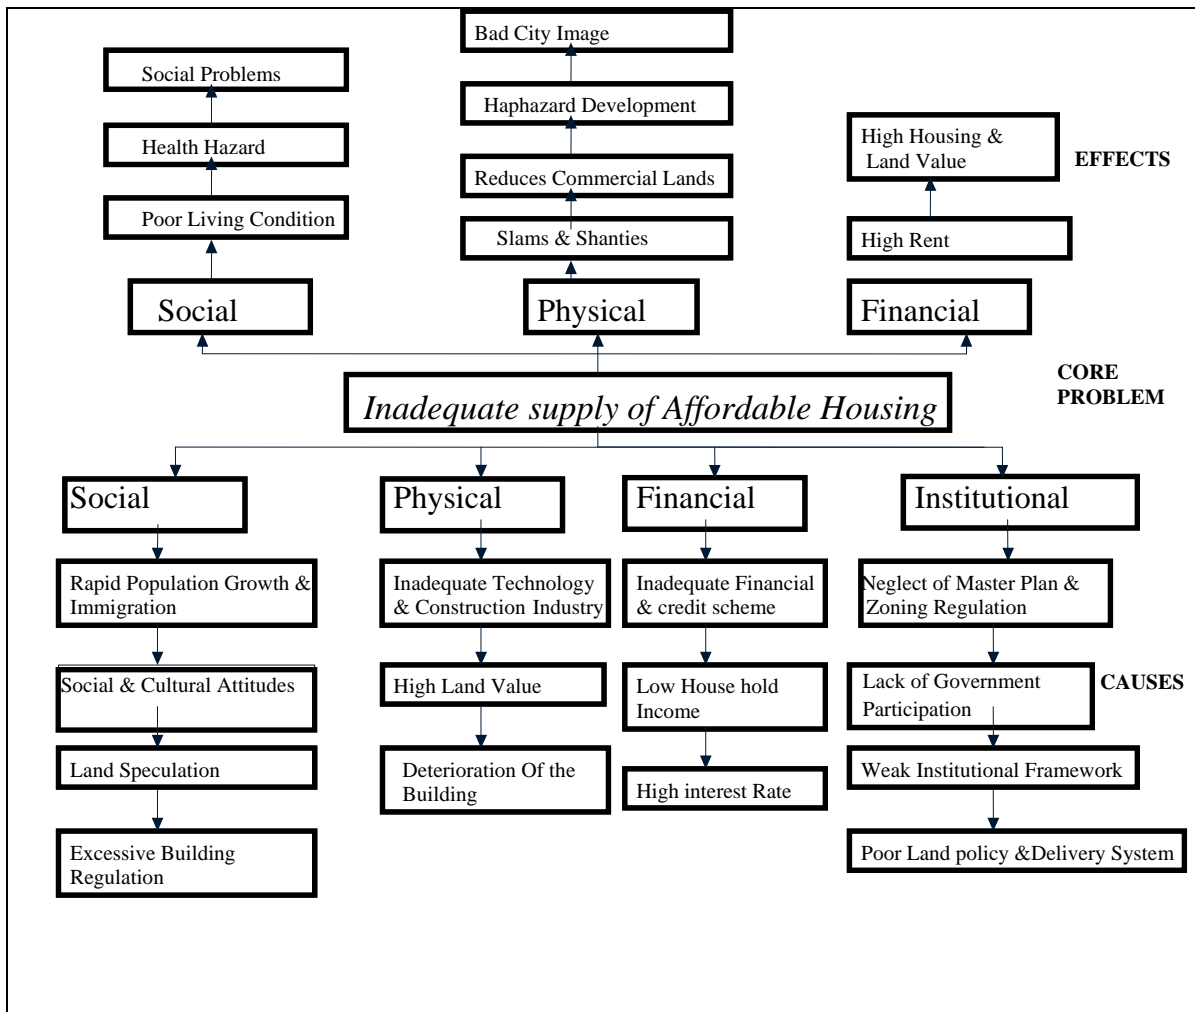 Bad City Image
Social Problems
Haphazard Development
Health Hazard
High Housing &
Land Value
EFFECTS
Reduces Commercial Lands
Poor Living Condition
Slams & Shanties
High Rent
Social
Physical
Financial
CORE
PROBLEM
Inadequate supply of Affordable Housing
Social
Physical
Financial
Institutional
Rapid Population Growth &
Immigration
Inadequate Technology
& Construction Industry
Inadequate Financial
& credit scheme
Neglect of Master Plan &
Zoning Regulation
Social & Cultural Attitudes
High Land Value
Low House hold
Income
Lack of Government
Participation
CAUSES
Land Speculation
Deterioration Of the
Building
High interest Rate
Weak Institutional Framework
Excessive Building
Regulation
Poor Land policy &Delivery System